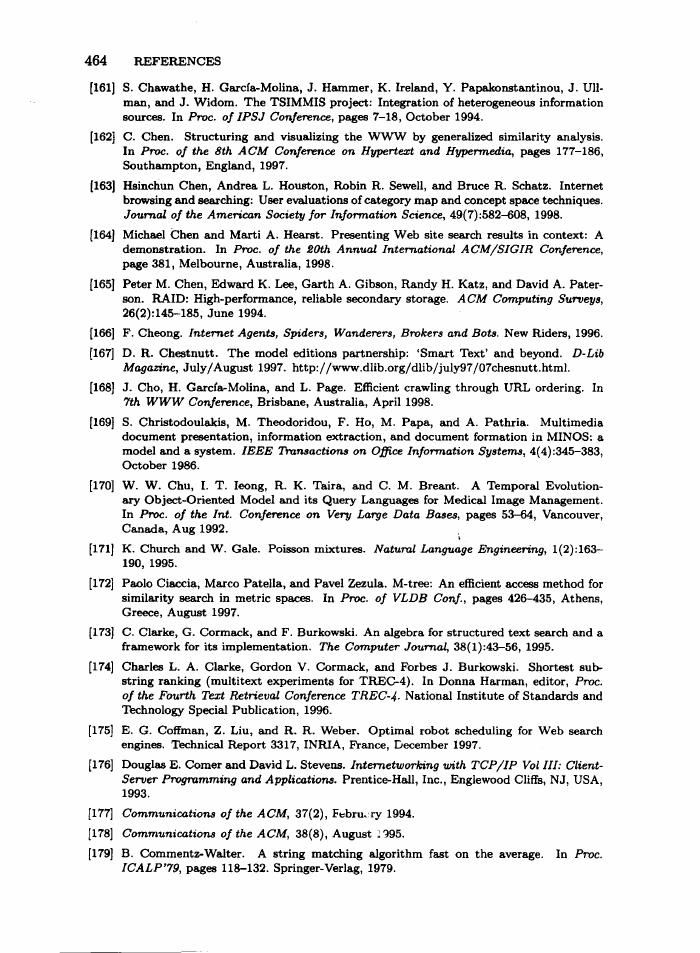 464 REFERENCES
[161] S. Chawathe, H. García-Molina, J. Hammer, K. Ireland, Y. Papakonstantinou, J. Ull-
man, and J. Widom. The TSIMMIS project: Integration of heterogeneous information
sources. In Proc. of IPSJ Conference, pages 7–18, October 1994.
[162] C. Chen. Structuring and visualizing the WWW by generalized similarity analysis.
In Proc. of the 8th ACM Conference on Hypertext and Hypermedia, pages 177–186,
Southampton, England, 1997.
[163] Hsinchun Chen, Andrea L. Houston, Robin R. Sewell, and Bruce R. Schatz. Internet
browsing and searching: User evaluations of category map and concept space techniques.
Journal of the American Society for Information Science, 49(7):582–608, 1998.
[164] Michael Chen and Marti A. Hearst. Presenting Web site search results in context: A
demonstration. In Proc. of the 20th Annual International ACM/SIGIR Conference,
page 381, Melbourne, Australia, 1998.
[165] Peter M. Chen, Edward K. Lee, Garth A. Gibson, Randy H. Katz, and David A. Pater-
son. RAID: High-performance, reliable secondary storage. ACM Computing Surveys,
26(2):145–185, June 1994.
[166] F. Cheong. Internet Agents, Spiders, Wanderers, Brokers and Bots. New Riders, 1996.
[167] D. R. Chestnutt. The model editions partnership: ‘Smart Text’ and beyond. D-Lib
Magazine, July/August 1997. http://www.dlib.org/dlib/july97/07chesnutt.html.
[168] J. Cho, H. García-Molina, and L. Page. Efficient crawling through URL ordering. In
7th WWW Conference, Brisbane, Australia, April 1998.
[169] S. Christodoulakis, M. Theodoridou, F. Ho, M. Papa, and A. Pathria. Multimedia
document presentation, information extraction, and document formation in MINOS: a
model and a system. IEEE Transactions on Office Information Systems, 4(4):345–383,
October 1986.
[170] W. W. Chu, I. T. Ieong, R. K. Taira, and C. M. Breant. A Temporal Evolution-
ary Object-Oriented Model and its Query Languages for Medical Image Management.
In Proc. of the Int. Conference on Very Large Data Bases, pages 53–64, Vancouver,
Canada, Aug 1992.
[171] K. Church and W. Gale. Poisson mixtures. Natural Language Engineering, 1(2):163–
190, 1995.
[172] Paolo Ciaccia, Marco Patella, and Pavel Zezula. M-tree: An efficient access method for
similarity search in metric spaces. In Proc. of VLDB Conf., pages 426–435, Athens,
Greece, August 1997.
[173] C. Clarke, G. Cormack, and F. Burkowski. An algebra for structured text search and a
framework for its implementation. The Computer Journal, 38(1):43–56, 1995.
[174] Charles L. A. Clarke, Gordon V. Cormack, and Forbes J. Burkowski. Shortest sub-
string ranking (multitext experiments for TREC-4). In Donna Harman, editor, Proc.
of the Fourth Text Retrieval Conference TREC-4. National Institute of Standards and
Technology Special Publication, 1996.
[175] E. G. Coffman, Z. Liu, and R. R. Weber. Optimal robot scheduling for Web search
engines. Technical Report 3317, INRIA, France, December 1997.
[176] Douglas E. Comer and David L. Stevens. Internetworking with TCP/IP Vol III: Client-
Server Programming and Applications. Prentice-Hall, Inc., Englewood Cliffs, NJ, USA,
1993.
[177] Communications of the ACM, 37(2), February 1994.
[178] Communications of the ACM, 38(8), August 1995.
[179] B. Commentz-Walter. A string matching algorithm fast on the average. In Proc.
ICALP’79, pages 118–132. Springer-Verlag, 1979.